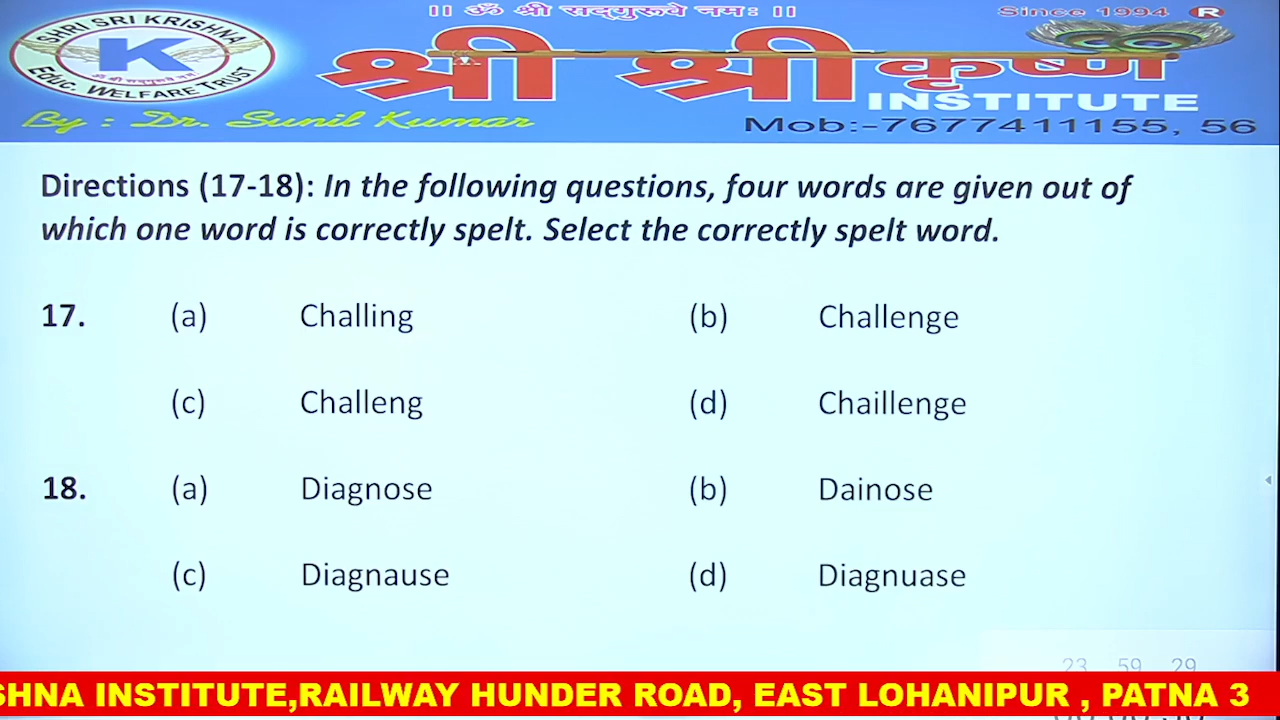 || ॐ श्री सद्गुरूवे नमः ||
Since 1994 R
SHRI SRI KRISHNA
K
EDUC. WELFARE TRUST
श्री श्री कृष्ण
INSTITUTE
By : Dr. Sunil Kumar
Mob:-7677411155, 56
Directions (17-18): In the following questions, four words are given out of
which one word is correctly spelt. Select the correctly spelt word.
17. (a) Challing (b) Challenge
(c) Challeng (d) Chaillenge
18. (a) Diagnose (b) Dainose
(c) Diagnause (d) Diagnuase
23 59 29
SHNA INSTITUTE,RAILWAY HUNDER ROAD, EAST LOHANIPUR , PATNA 3